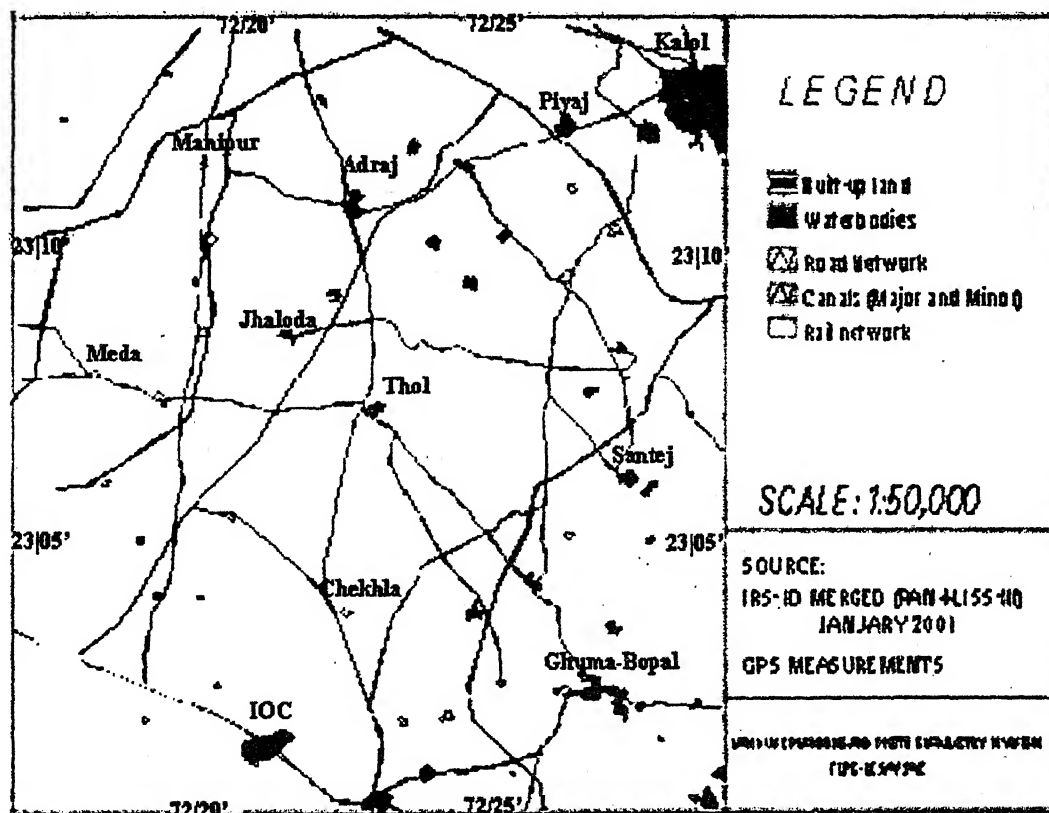 72/20'
72/25'
Kalol
Piyaj
Manipur
Adraj
23|10'
23|10'
Jhaloda
Meda
Thol
Santej
23|05'
23|05'
Chekhla
Ghuma-Bopal
IOC
72/20'
72/25'
LEGEND
Built-up land
Waterbodies
Road Network
Canals (Major and Minor)
Rail network
SCALE: 1:50,000
SOURCE:
IRS-ID MERGED (PAN+LISS-III)
JANUARY 2001
GPS MEASUREMENTS